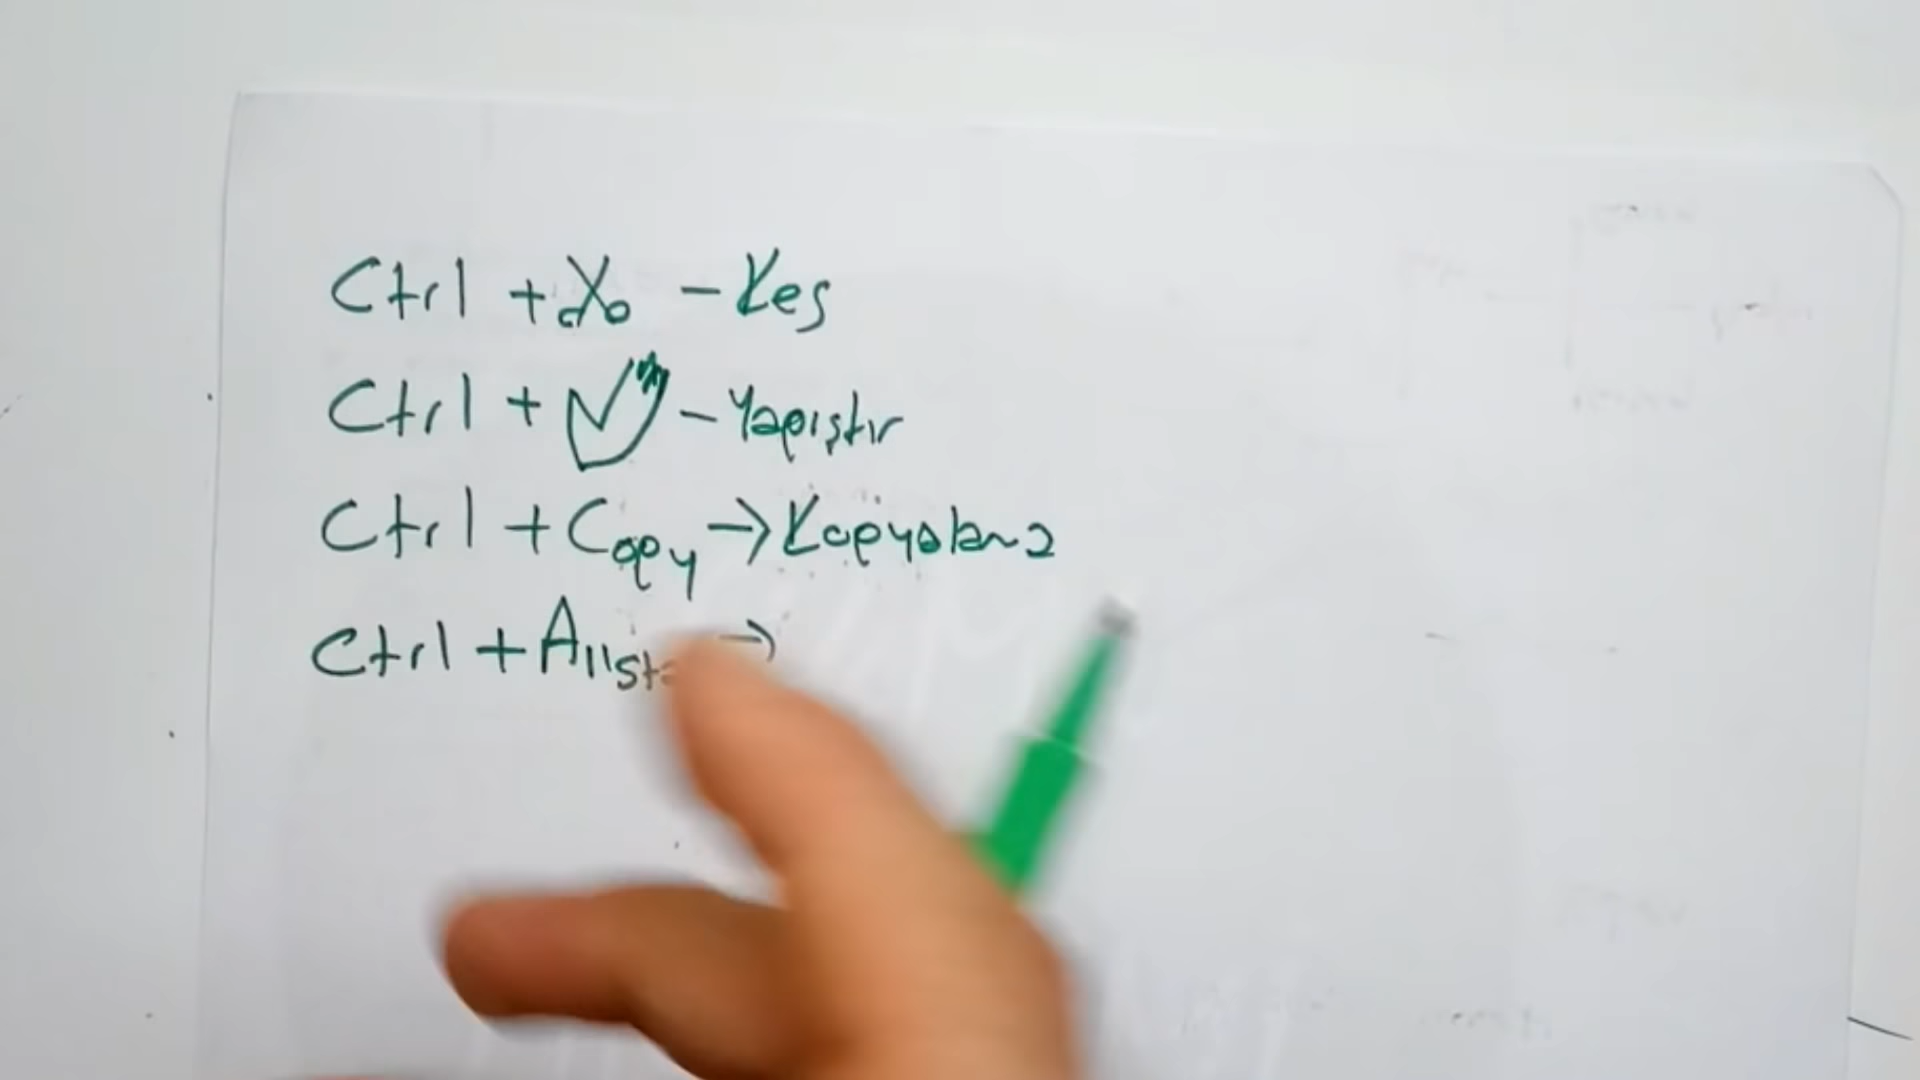 Ctrl + X - Kes
Ctrl + V - Yapıştır
Ctrl + Copy → Kopyalama
Ctrl + →